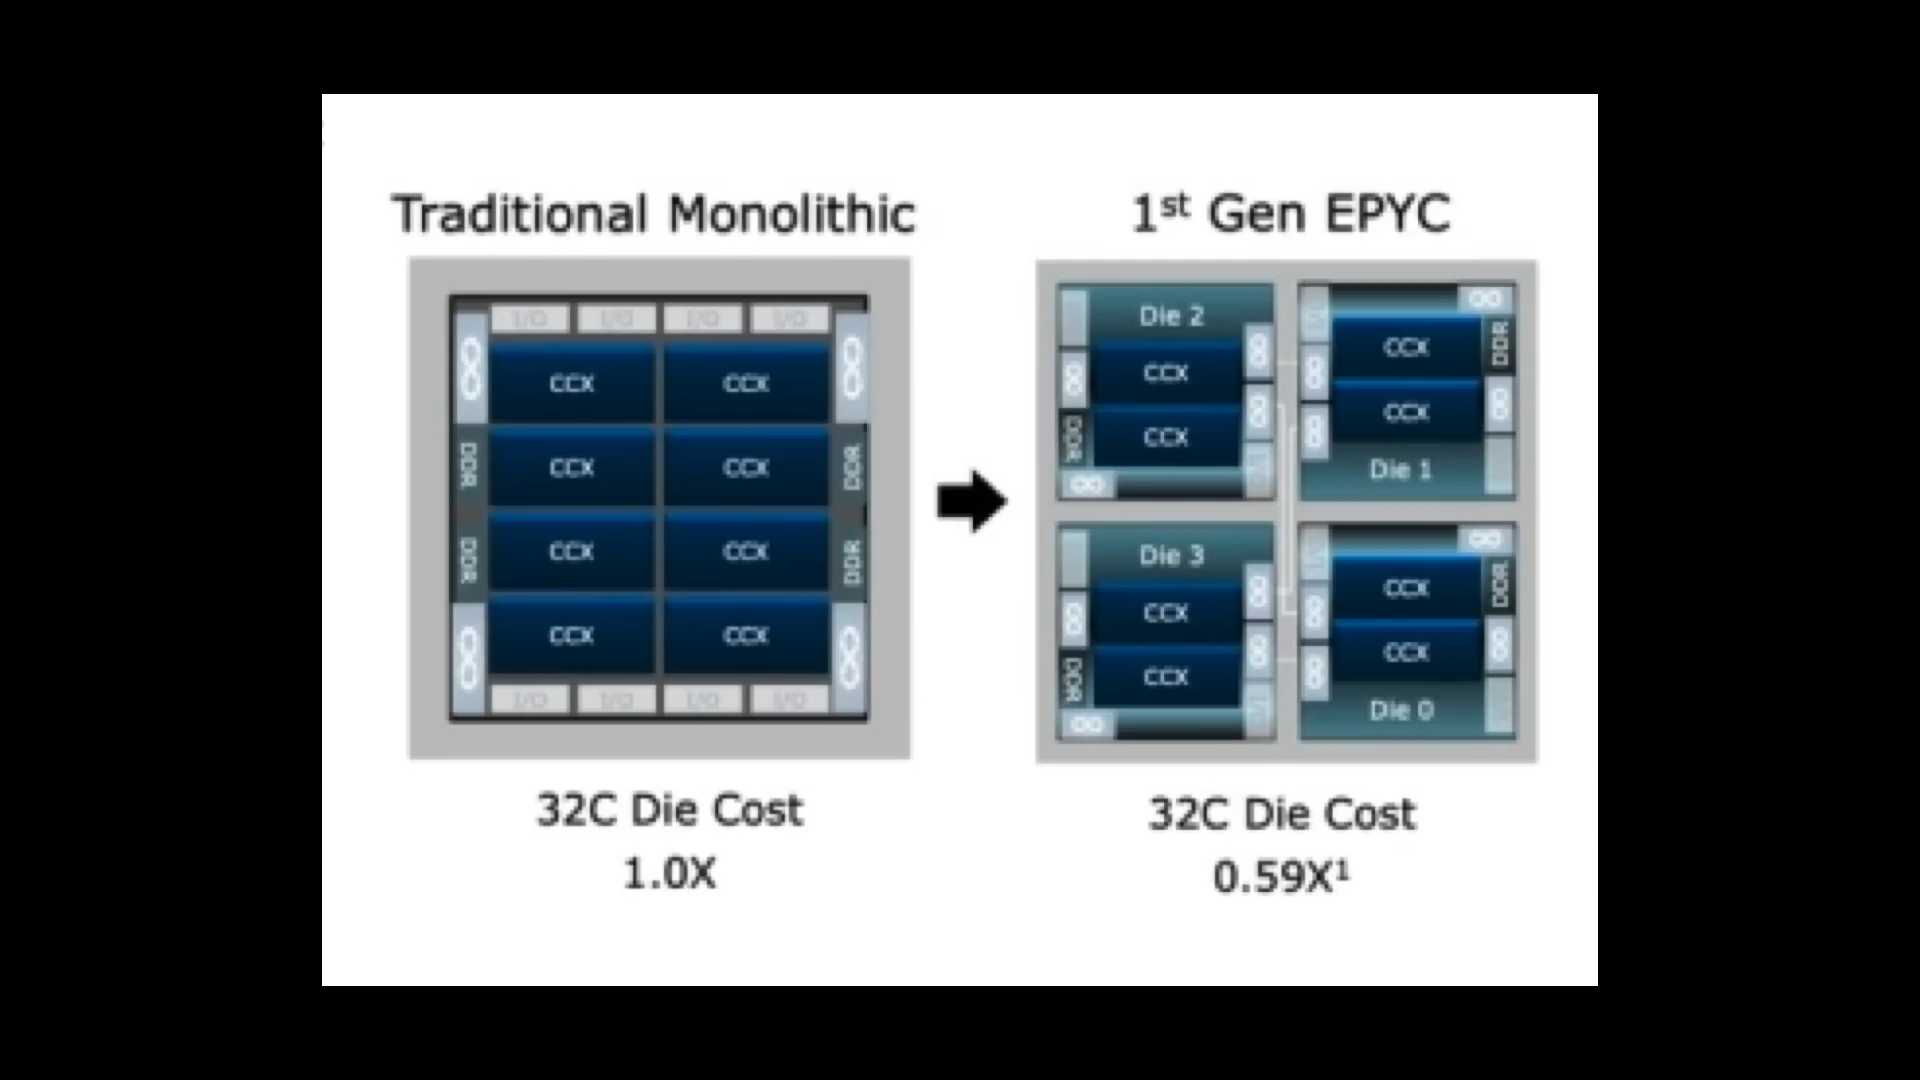 Traditional Monolithic
I/O I/O I/O I/O
CCX CCX
DDR CCX CCX DDR
DDR CCX CCX DDR
CCX CCX
I/O I/O I/O I/O
32C Die Cost
1.0X
1st Gen EPYC
Die 2
CCX
CCX
DDR
CCX
DDR
CCX
Die 1
Die 3
CCX
CCX
DDR
CCX
DDR
CCX
Die 0
32C Die Cost
0.59X¹